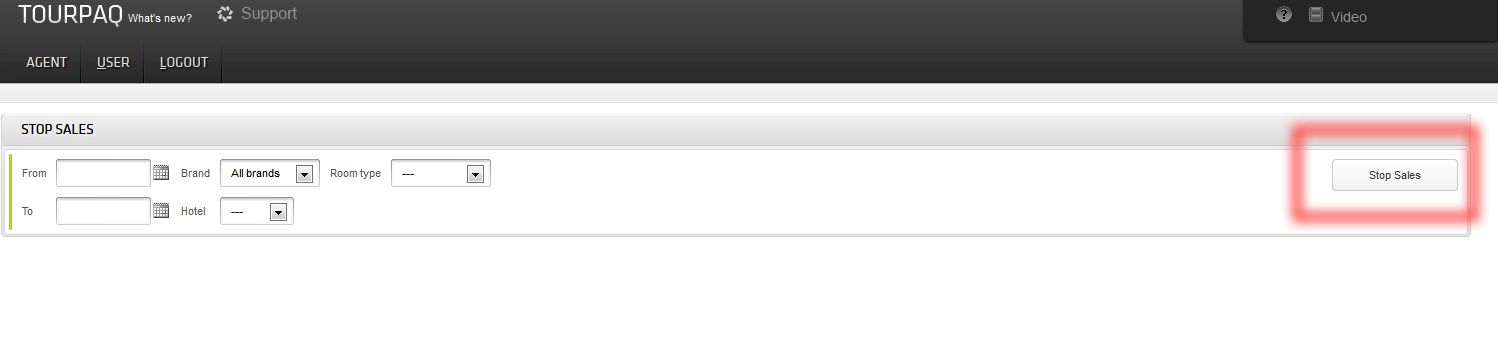 TOURPAQ What's new? Support ? Video
AGENT USER LOGOUT
STOP SALES
From Brand All brands Room type --- Stop Sales
To Hotel ---